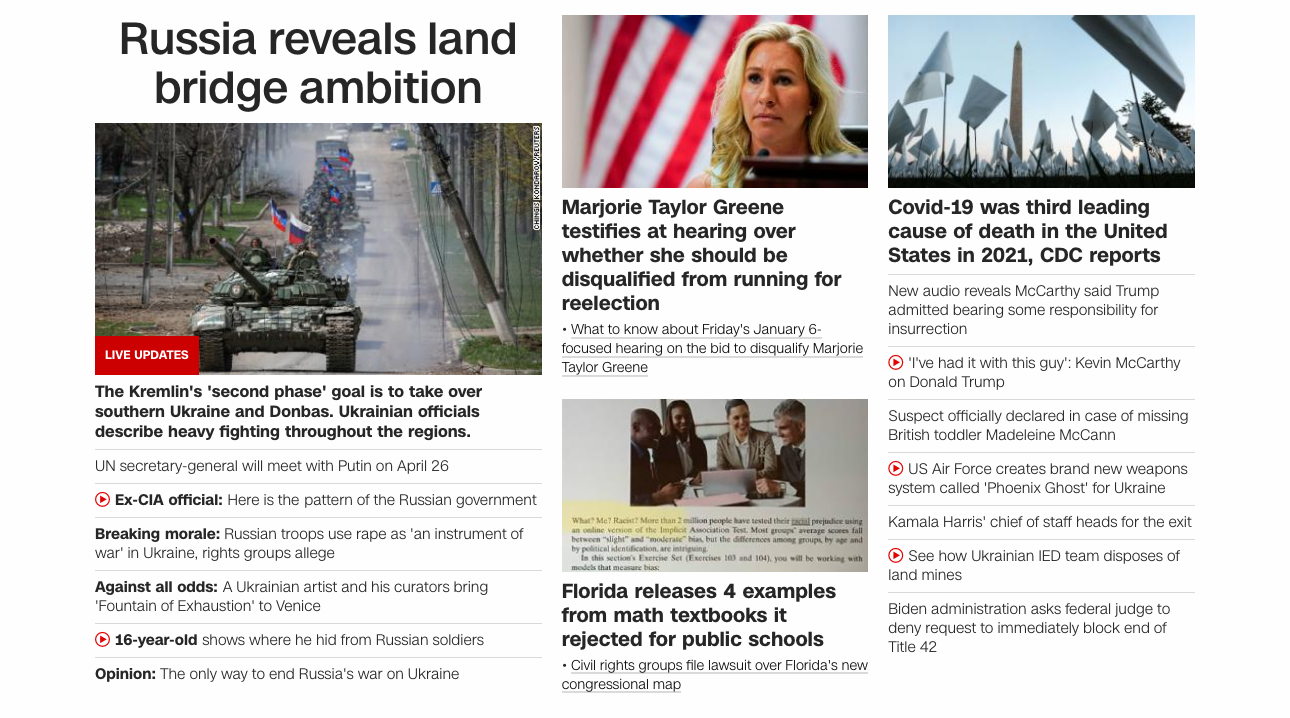 Russia reveals land
bridge ambition
CHINGIS KONDAROV/REUTERS
LIVE UPDATES
The Kremlin's 'second phase' goal is to take over
southern Ukraine and Donbas. Ukrainian officials
describe heavy fighting throughout the regions.
UN secretary-general will meet with Putin on April 26
Ex-CIA official: Here is the pattern of the Russian government
Breaking morale: Russian troops use rape as 'an instrument of
war' in Ukraine, rights groups allege
Against all odds: A Ukrainian artist and his curators bring
'Fountain of Exhaustion' to Venice
16-year-old shows where he hid from Russian soldiers
Opinion: The only way to end Russia's war on Ukraine
Marjorie Taylor Greene
testifies at hearing over
whether she should be
disqualified from running for
reelection
• What to know about Friday's January 6-
focused hearing on the bid to disqualify Marjorie
Taylor Greene
What? Me? Racist? More than 2 million people have tested their racial prejudice using
an online version of the Implicit Association Test. Most groups' average scores fall
between "slight" and "moderate" bias, but the differences among groups, by age and
by political identification, are intriguing.
In this section's Exercise Set (Exercises 103 and 104), you will be working with
models that measure bias:
Florida releases 4 examples
from math textbooks it
rejected for public schools
• Civil rights groups file lawsuit over Florida's new
congressional map
Covid-19 was third leading
cause of death in the United
States in 2021, CDC reports
New audio reveals McCarthy said Trump
admitted bearing some responsibility for
insurrection
'I've had it with this guy': Kevin McCarthy
on Donald Trump
Suspect officially declared in case of missing
British toddler Madeleine McCann
US Air Force creates brand new weapons
system called 'Phoenix Ghost' for Ukraine
Kamala Harris' chief of staff heads for the exit
See how Ukrainian IED team disposes of
land mines
Biden administration asks federal judge to
deny request to immediately block end of
Title 42